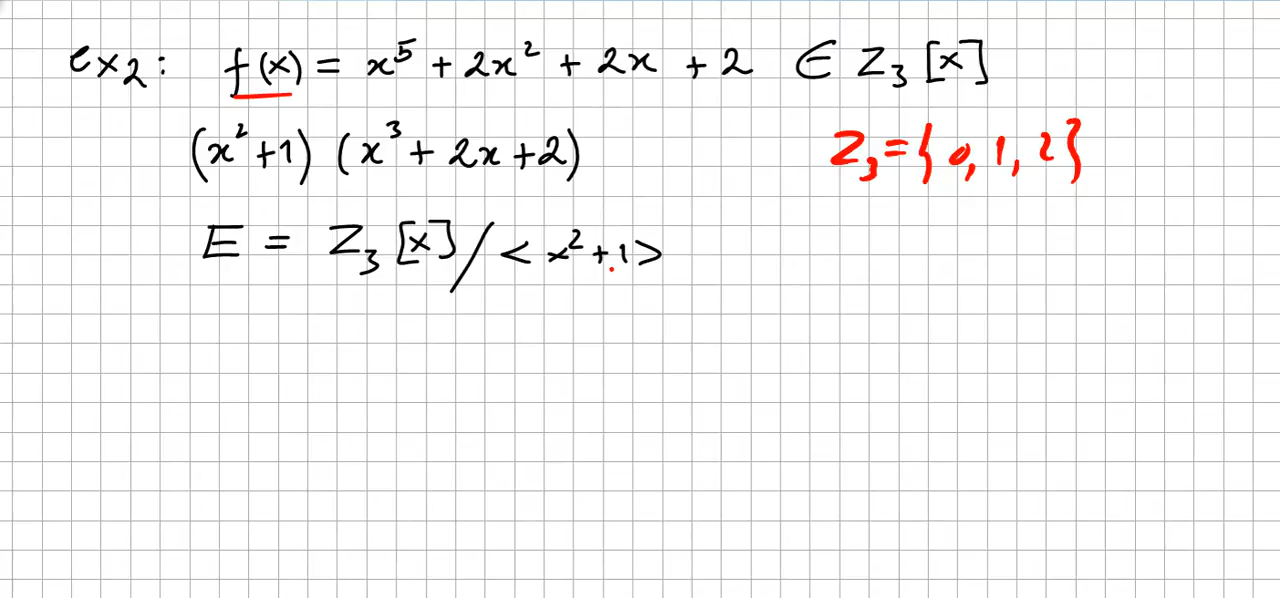 ex2: f(x) = x⁵ + 2x² + 2x + 2 ∈ Z₃[x]
(x² + 1) (x³ + 2x + 2) Z₃ = {0, 1, 2}
E = Z₃[x] / < x² + 1 >